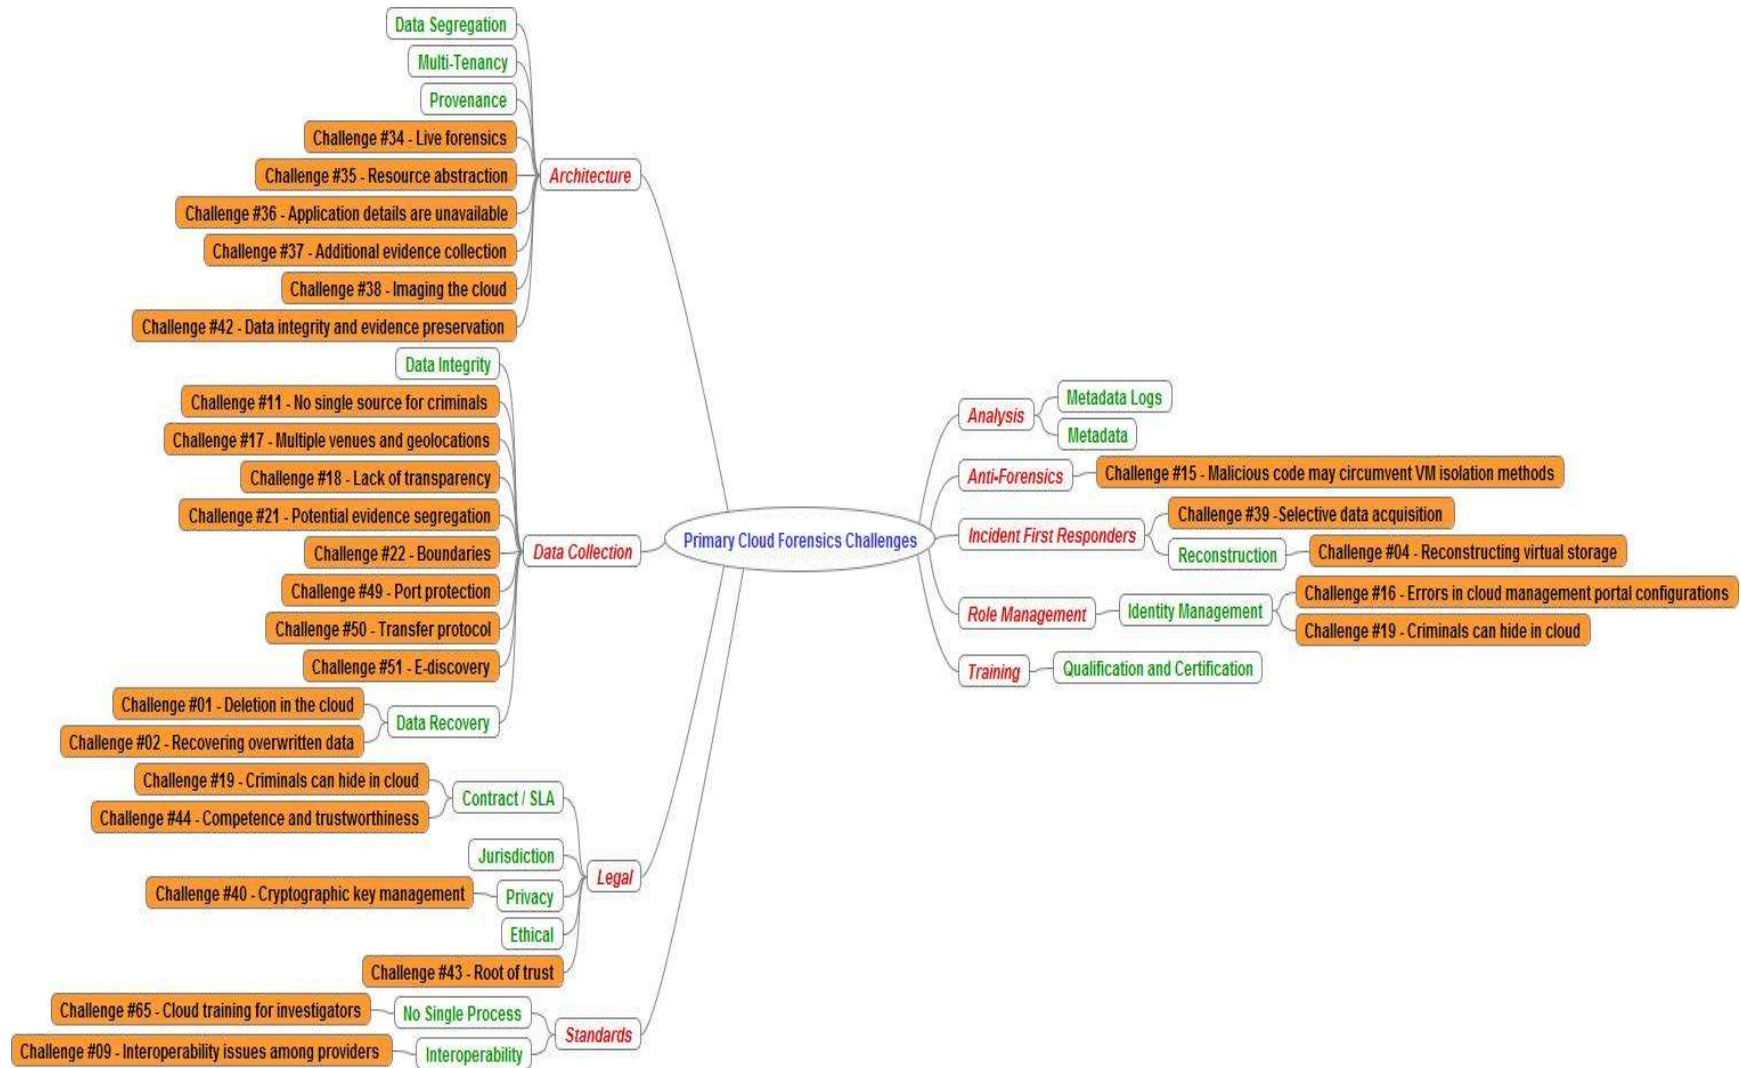 Data Segregation
Multi-Tenancy
Provenance
Challenge #34 - Live forensics
Challenge #35 - Resource abstraction
Challenge #36 - Application details are unavailable
Challenge #37 - Additional evidence collection
Challenge #38 - Imaging the cloud
Challenge #42 - Data integrity and evidence preservation
Architecture
Data Integrity
Challenge #11 - No single source for criminals
Challenge #17 - Multiple venues and geolocations
Challenge #18 - Lack of transparency
Challenge #21 - Potential evidence segregation
Challenge #22 - Boundaries
Challenge #49 - Port protection
Challenge #50 - Transfer protocol
Challenge #51 - E-discovery
Challenge #01 - Deletion in the cloud
Challenge #02 - Recovering overwritten data
Data Recovery
Data Collection
Challenge #19 - Criminals can hide in cloud
Challenge #44 - Competence and trustworthiness
Contract / SLA
Jurisdiction
Challenge #40 - Cryptographic key management
Privacy
Ethical
Challenge #43 - Root of trust
Legal
Challenge #65 - Cloud training for investigators
No Single Process
Challenge #09 - Interoperability issues among providers
Interoperability
Standards
Primary Cloud Forensics Challenges
Analysis
Metadata Logs
Metadata
Anti-Forensics
Challenge #15 - Malicious code may circumvent VM isolation methods
Incident First Responders
Challenge #39 -Selective data acquisition
Reconstruction
Challenge #04 - Reconstructing virtual storage
Role Management
Identity Management
Challenge #16 - Errors in cloud management portal configurations
Challenge #19 - Criminals can hide in cloud
Training
Qualification and Certification